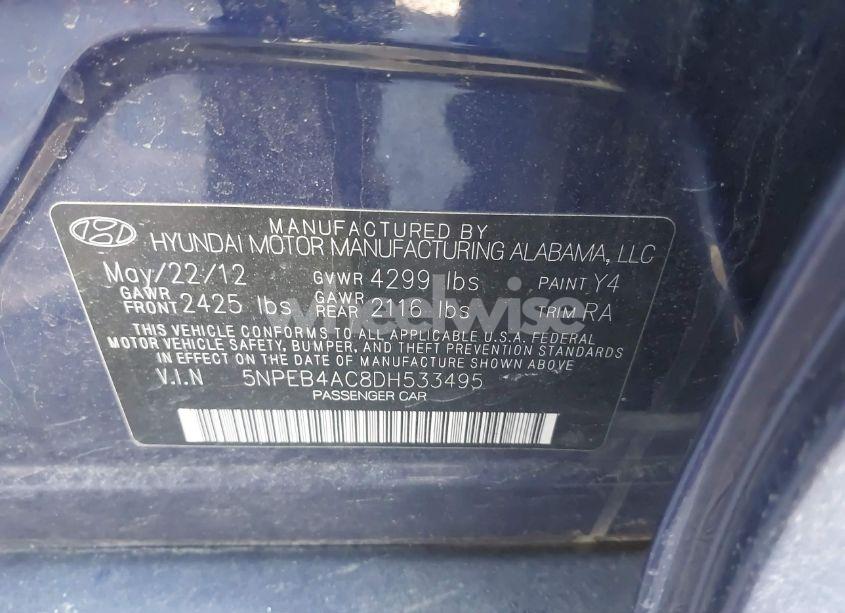 MANUFACTURED BY
HYUNDAI MOTOR MANUFACTURING ALABAMA, LLC
May/22/12 GVWR 4299 lbs PAINT Y4
GAWR FRONT 2425 lbs GAWR REAR 2116 lbs TRIM RA
THIS VEHICLE CONFORMS TO ALL APPLICABLE U.S.A. FEDERAL
MOTOR VEHICLE SAFETY, BUMPER, AND THEFT PREVENTION STANDARDS
IN EFFECT ON THE DATE OF MANUFACTURE SHOWN ABOVE
V.I.N 5NPEB4AC8DH533495
PASSENGER CAR
wheelwise